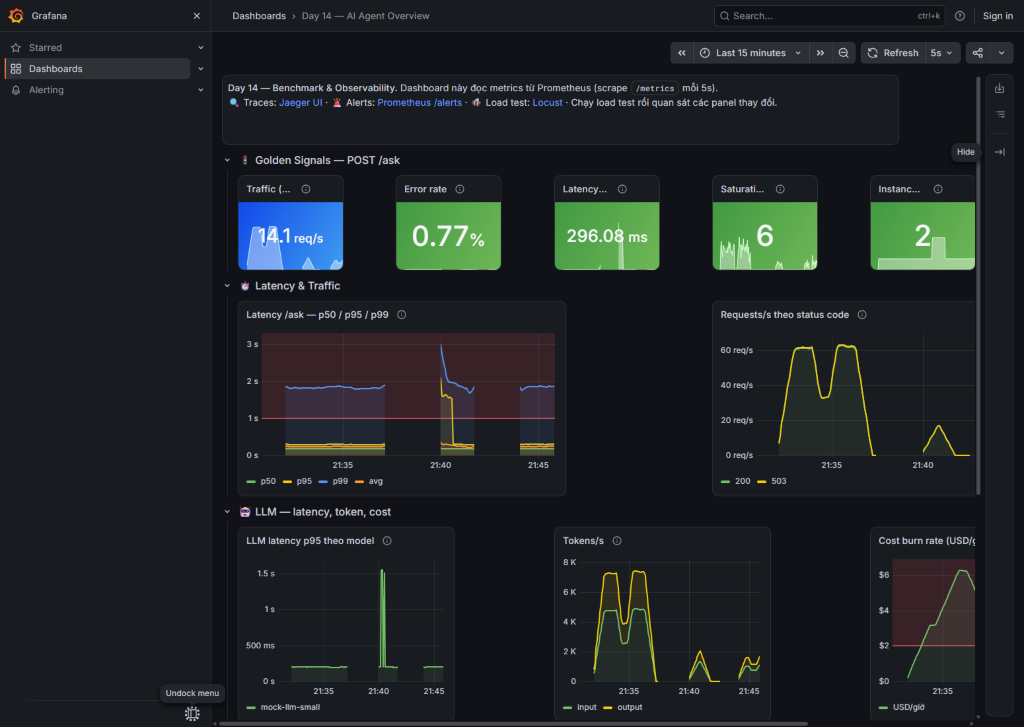 Grafana
Dashboards › Day 14 — AI Agent Overview
Search...
ctrl+k
Sign in
Starred
Dashboards
Alerting
Last 15 minutes
Refresh
5s
Day 14 — Benchmark & Observability. Dashboard này đọc metrics từ Prometheus (scrape /metrics mỗi 5s).
Traces: Jaeger UI · Alerts: Prometheus /alerts · Load test: Locust · Chạy load test rồi quan sát các panel thay đổi.
Hide
Golden Signals — POST /ask
Traffic (...
Error rate
Latency...
Saturati...
Instanc...
14.1 req/s
0.77%
296.08 ms
6
2
Latency & Traffic
Latency /ask — p50 / p95 / p99
3 s
2 s
1 s
0 s
21:35
21:40
21:45
p50
p95
p99
avg
Requests/s theo status code
60 req/s
40 req/s
20 req/s
0 req/s
21:35
21:40
200
503
LLM — latency, token, cost
LLM latency p95 theo model
1.5 s
1 s
500 ms
0 s
21:35
21:40
21:45
mock-llm-small
Tokens/s
8 K
6 K
4 K
2 K
0
21:35
21:40
21:45
input
output
Cost burn rate (USD/g
$6
$4
$2
$0
21:35
USD/giờ
Undock menu